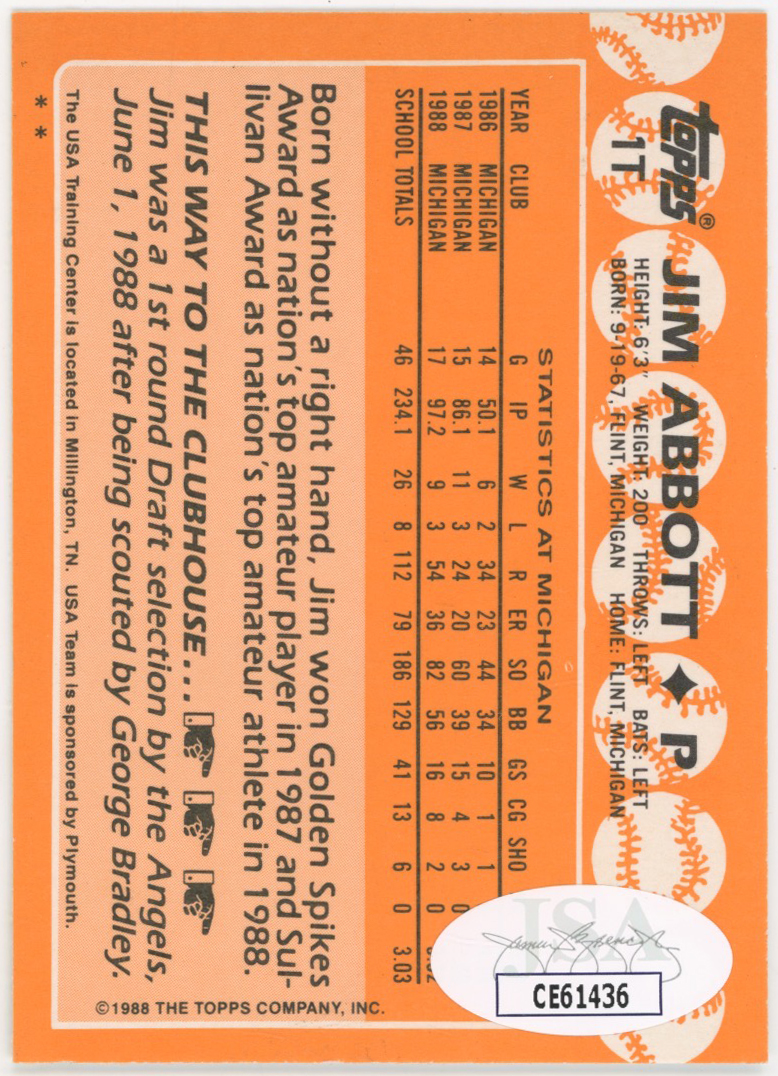 topps®
1T
JIM ABBOTT ♦ P
HEIGHT: 6'3" WEIGHT: 200 THROWS: LEFT BATS: LEFT
BORN: 9-19-67, FLINT, MICHIGAN HOME: FLINT, MICHIGAN
STATISTICS AT MICHIGAN
YEAR CLUB G IP W L R ER SO BB GS CG SHO
1986 MICHIGAN 14 50.1 6 2 34 23 44 34 10 1 1
1987 MICHIGAN 15 86.1 11 3 24 20 60 39 15 4 3 0
1988 MICHIGAN 17 97.2 9 3 54 36 82 56 16 8 2 0
SCHOOL TOTALS 46 234.1 26 8 112 79 186 129 41 13 6 0 3.03
Born without a right hand, Jim won Golden Spikes
Award as nation's top amateur player in 1987 and Sul-
livan Award as nation's top amateur athlete in 1988.
THIS WAY TO THE CLUBHOUSE...
Jim was a 1st round Draft selection by the Angels,
June 1, 1988 after being scouted by George Bradley.
©1988 THE TOPPS COMPANY, INC.
The USA Training Center is located in Millington, TN. USA Team is sponsored by Plymouth.
* *
JSA
James Spence
CE61436